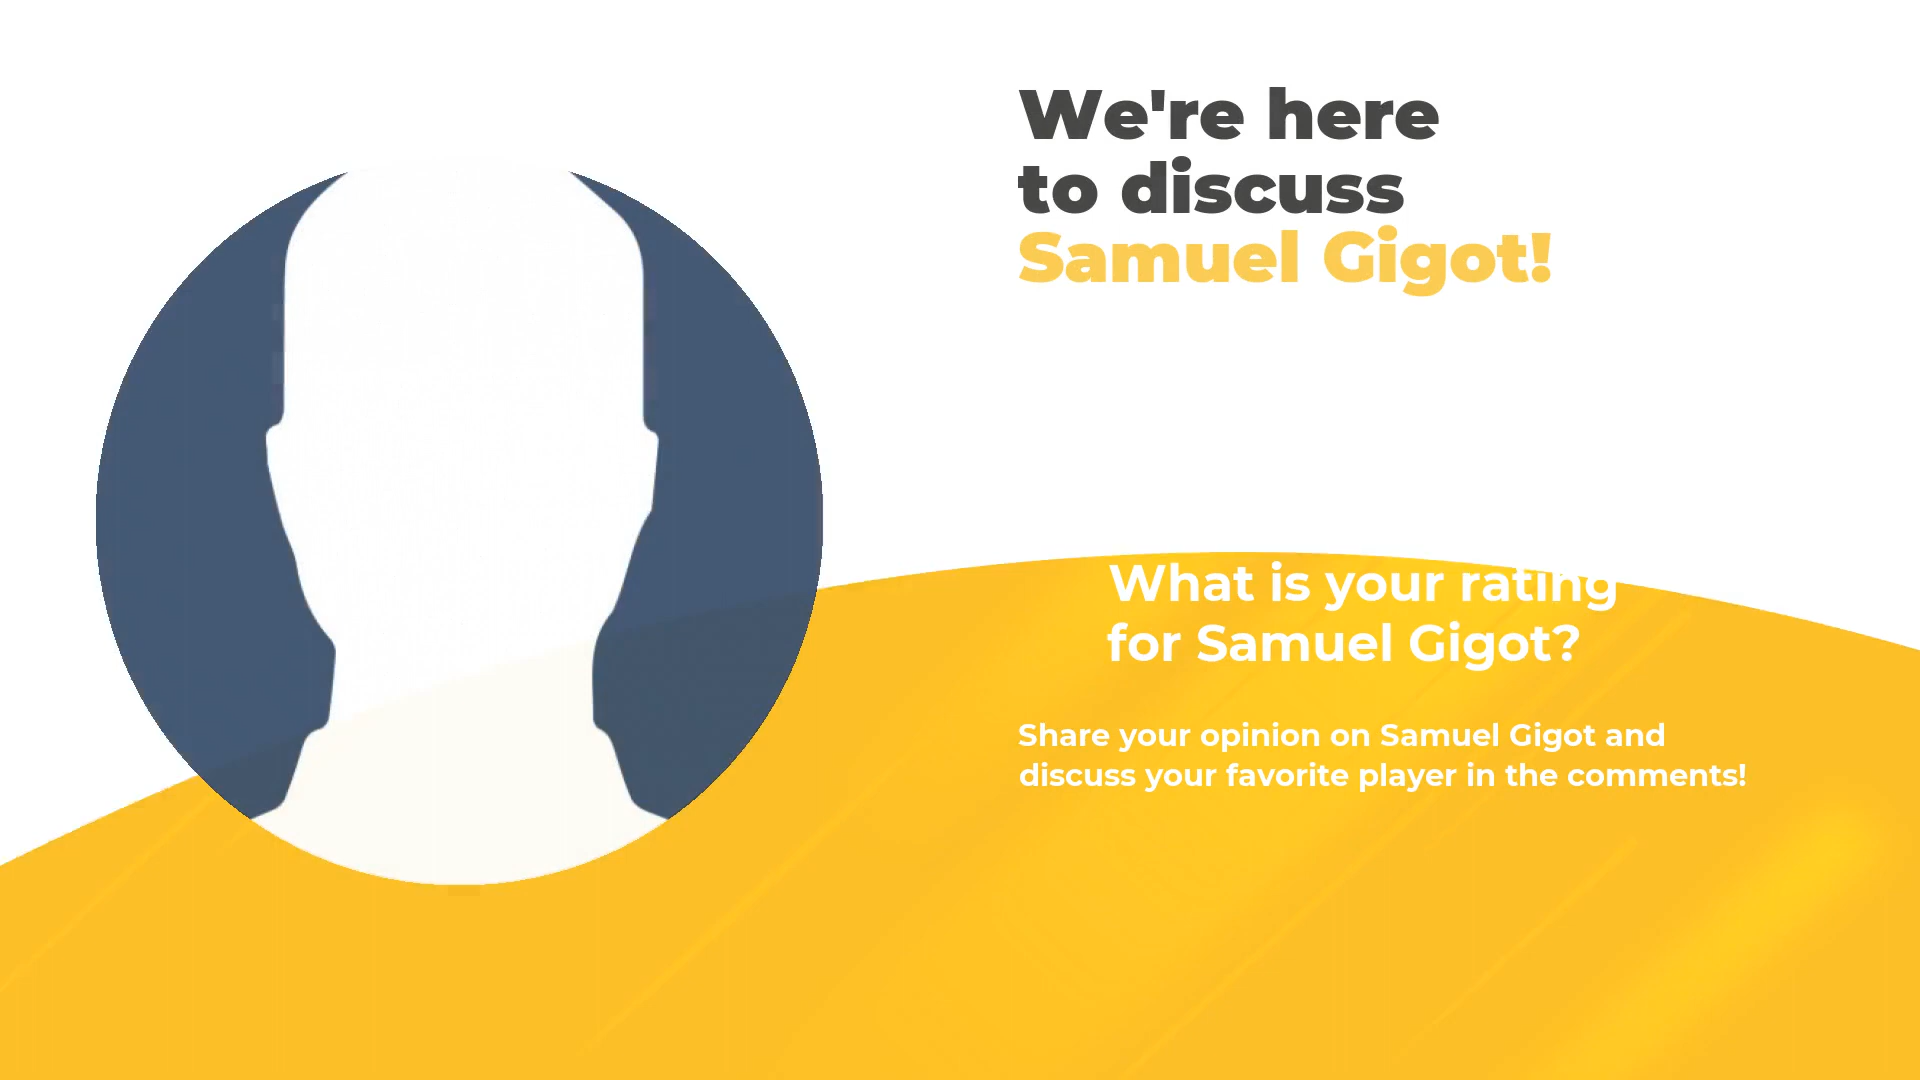 We're here
to discuss
Samuel Gigot!
What is your rating
for Samuel Gigot?
Share your opinion on Samuel Gigot and
discuss your favorite player in the comments!